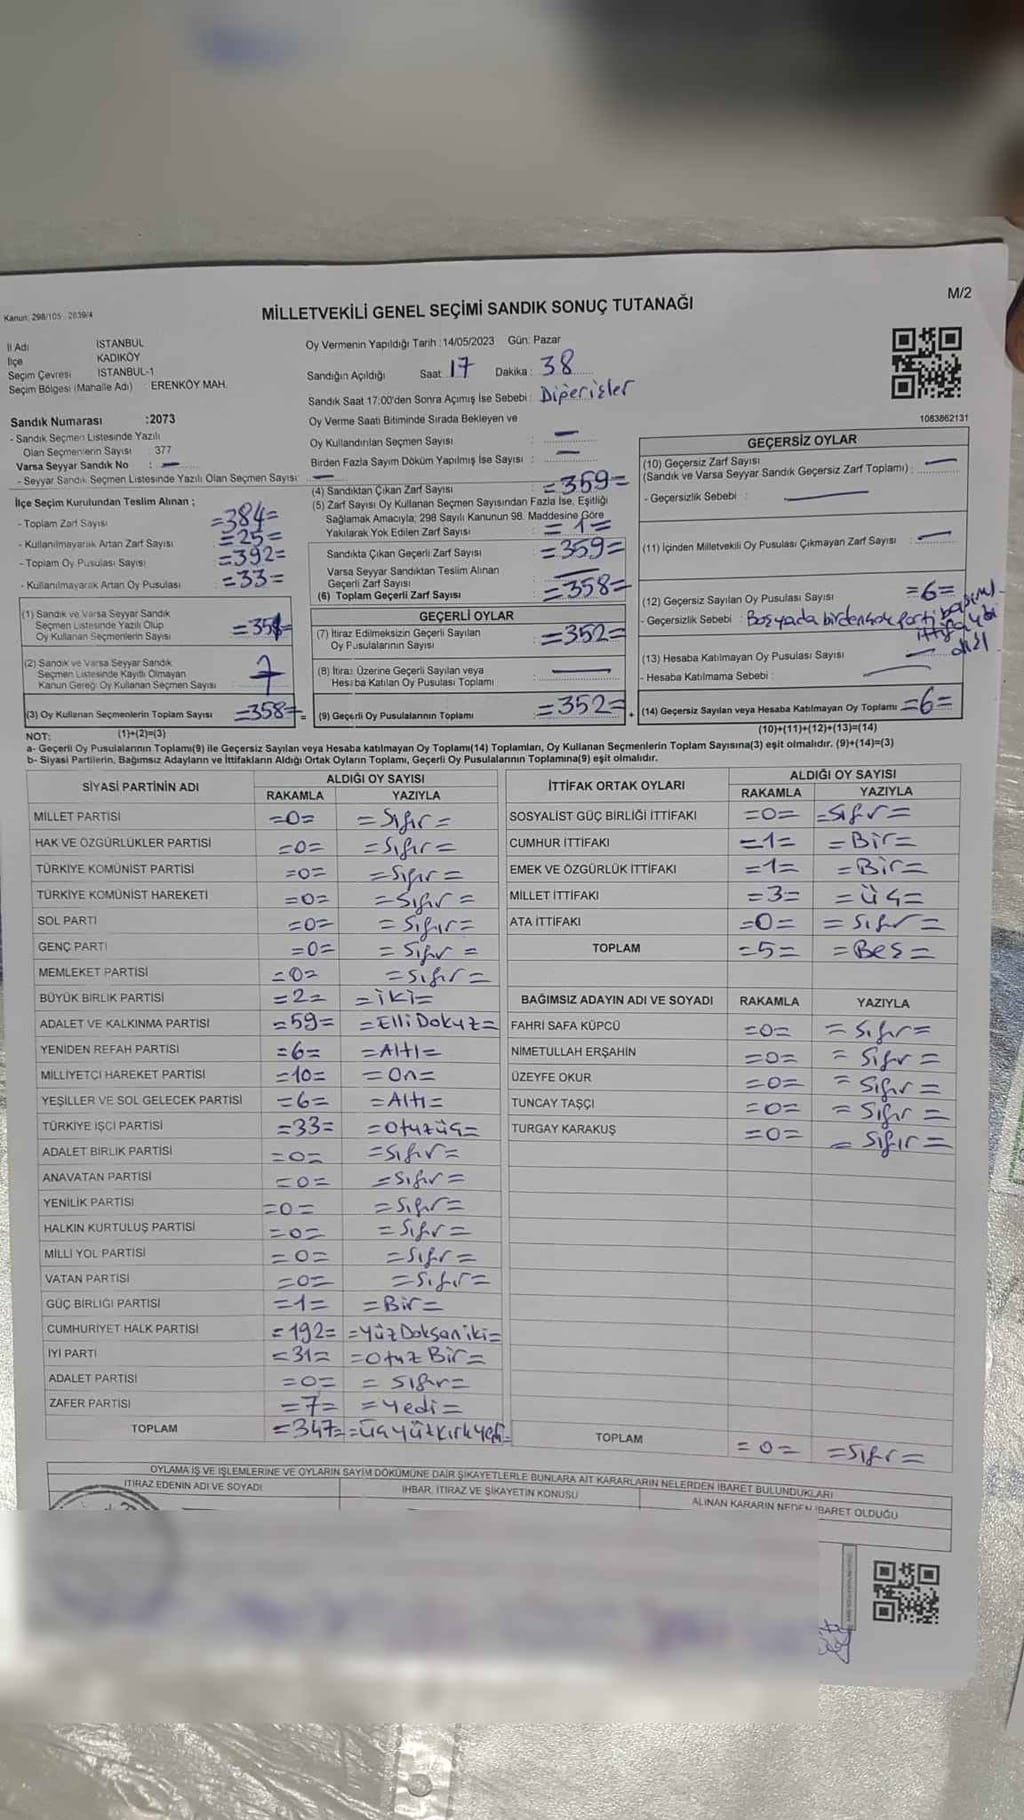 Kanun: 298/105 - 2839/4
MİLLETVEKİLİ GENEL SEÇİMİ SANDIK SONUÇ TUTANAĞI
M/2
İl Adı İSTANBUL
İlçe KADIKÖY
Seçim Çevresi İSTANBUL-1
Seçim Bölgesi (Mahalle Adı) ERENKÖY MAH.
Oy Vermenin Yapıldığı Tarih : 14/05/2023 Gün: Pazar
Sandığın Açıldığı Saat 17 Dakika : 38
Sandık Saat 17:00'den Sonra Açımış İse Sebebi : Diğerişler
1083862131
Sandık Numarası :2073
- Sandık Seçmen Listesinde Yazılı
Olan Seçmenlerin Sayısı : 377
Varsa Seyyar Sandık No : —
- Seyyar Sandık Seçmen Listesinde Yazılı Olan Seçmen Sayısı: —
Oy Verme Saati Bitiminde Sırada Bekleyen ve
Oy Kullandırılan Seçmen Sayısı : —
Birden Fazla Sayım Döküm Yapılmış İse Sayısı : —
İlçe Seçim Kurulundan Teslim Alınan ;
- Toplam Zarf Sayısı =384=
- Kullanılmayarak Artan Zarf Sayısı =25=
- Toplam Oy Pusulası Sayısı =392=
- Kullanılmayarak Artan Oy Pusulası =33=
(1) Sandık ve Varsa Seyyar Sandık
Seçmen Listesinde Yazılı Olup
Oy Kullanan Seçmenlerin Sayısı
(2) Sandık ve Varsa Seyyar Sandık
Seçmen Listesinde Kayıtlı Olmayan
Kanun Gereği Oy Kullanan Seçmen Sayısı
(3) Oy Kullanan Seçmenlerin Toplam Sayısı =358=
(4) Sandıktan Çıkan Zarf Sayısı =359=
(5) Zarf Sayısı Oy Kullanan Seçmen Sayısından Fazla İse, Eşitliği
Sağlamak Amacıyla; 298 Sayılı Kanunun 98. Maddesine Göre
Yakılarak Yok Edilen Zarf Sayısı =1=
Sandıkta Çıkan Geçerli Zarf Sayısı =359=
Varsa Seyyar Sandıktan Teslim Alınan
Geçerli Zarf Sayısı —
(6) Toplam Geçerli Zarf Sayısı =358=
GEÇERLİ OYLAR
(7) İtiraz Edilmeksizin Geçerli Sayılan
Oy Pusulalarının Sayısı =352=
(8) İtiraz Üzerine Geçerli Sayılan veya
Hesaba Katılan Oy Pusulası Toplamı —
(9) Geçerli Oy Pusulalarının Toplamı =352=
GEÇERSİZ OYLAR
(10) Geçersiz Zarf Sayısı
(Sandık ve Varsa Seyyar Sandık Geçersiz Zarf Toplamı) : —
- Geçersizlik Sebebi : —
(11) İçinden Milletvekili Oy Pusulası Çıkmayan Zarf Sayısı : —
(12) Geçersiz Sayılan Oy Pusulası Sayısı =6=
- Geçersizlik Sebebi : Boş yada birden çok parti
(13) Hesaba Katılmayan Oy Pusulası Sayısı —
- Hesaba Katılmama Sebebi : —
(14) Geçersiz Sayılan veya Hesaba Katılmayan Oy Toplamı =6=
NOT: (1)+(2)=(3)
(10)+(11)+(12)+(13)=(14)
a- Geçerli Oy Pusulalarının Toplamı(9) ile Geçersiz Sayılan veya Hesaba katılmayan Oy Toplamı(14) Toplamları, Oy Kullanan Seçmenlerin Toplam Sayısına(3) eşit olmalıdır. (9)+(14)=(3)
b- Siyasi Partilerin, Bağımsız Adayların ve İttifakların Aldığı Ortak Oyların Toplamı, Geçerli Oy Pusulalarının Toplamına(9) eşit olmalıdır.
SİYASİ PARTİNİN ADI ALDIĞI OY SAYISI
RAKAMLA YAZIYLA
MİLLET PARTİSİ =0= =Sıfır=
HAK VE ÖZGÜRLÜKLER PARTİSİ =0= =Sıfır=
TÜRKİYE KOMÜNİST PARTİSİ =0= =Sıfır=
TÜRKİYE KOMÜNİST HAREKETİ =0= =Sıfır=
SOL PARTİ =0= =Sıfır=
GENÇ PARTİ =0= =Sıfır=
MEMLEKET PARTİSİ =0= =Sıfır=
BÜYÜK BİRLİK PARTİSİ =2= =iki=
ADALET VE KALKINMA PARTİSİ =59= =Elli Dokuz=
YENİDEN REFAH PARTİSİ =6= =Altı=
MİLLİYETÇİ HAREKET PARTİSİ =10= =On=
YEŞİLLER VE SOL GELECEK PARTİSİ =6= =Altı=
TÜRKİYE İŞÇİ PARTİSİ =33= =Otuzüç=
ADALET BİRLİK PARTİSİ =0= =Sıfır=
ANAVATAN PARTİSİ =0= =Sıfır=
YENİLİK PARTİSİ =0= =Sıfır=
HALKIN KURTULUŞ PARTİSİ =0= =Sıfır=
MİLLİ YOL PARTİSİ =0= =Sıfır=
VATAN PARTİSİ =0= =Sıfır=
GÜÇ BİRLİĞİ PARTİSİ =1= =Bir=
CUMHURİYET HALK PARTİSİ =192= =Yüz Doksan iki=
İYİ PARTİ =31= =Otuz Bir=
ADALET PARTİSİ =0= =Sıfır=
ZAFER PARTİSİ =7= =Yedi=
TOPLAM =347= =Üçyüzkırkyedi=
İTTİFAK ORTAK OYLARI ALDIĞI OY SAYISI
RAKAMLA YAZIYLA
SOSYALİST GÜÇ BİRLİĞİ İTTİFAKI =0= =Sıfır=
CUMHUR İTTİFAKI =1= =Bir=
EMEK VE ÖZGÜRLÜK İTTİFAKI =1= =Bir=
MİLLET İTTİFAKI =3= =Üç=
ATA İTTİFAKI =0= =Sıfır=
TOPLAM =5= =Beş=
BAĞIMSIZ ADAYIN ADI VE SOYADI RAKAMLA YAZIYLA
FAHRİ SAFA KÜPCÜ =0= =Sıfır=
NİMETULLAH ERŞAHİN =0= =Sıfır=
ÜZEYFE OKUR =0= =Sıfır=
TUNCAY TAŞÇI =0= =Sıfır=
TURGAY KARAKUŞ =0= =Sıfır=
TOPLAM =0= =Sıfır=
OYLAMA İŞ VE İŞLEMLERİNE VE OYLARIN SAYIM DÖKÜMÜNE DAİR ŞİKAYETLERLE BUNLARA AİT KARARLARIN NELERDEN İBARET BULUNDUKLARI
İTİRAZ EDENİN ADI VE SOYADI İHBAR, İTİRAZ VE ŞİKAYETİN KONUSU ALINAN KARARIN NEDEN İBARET OLDUĞU